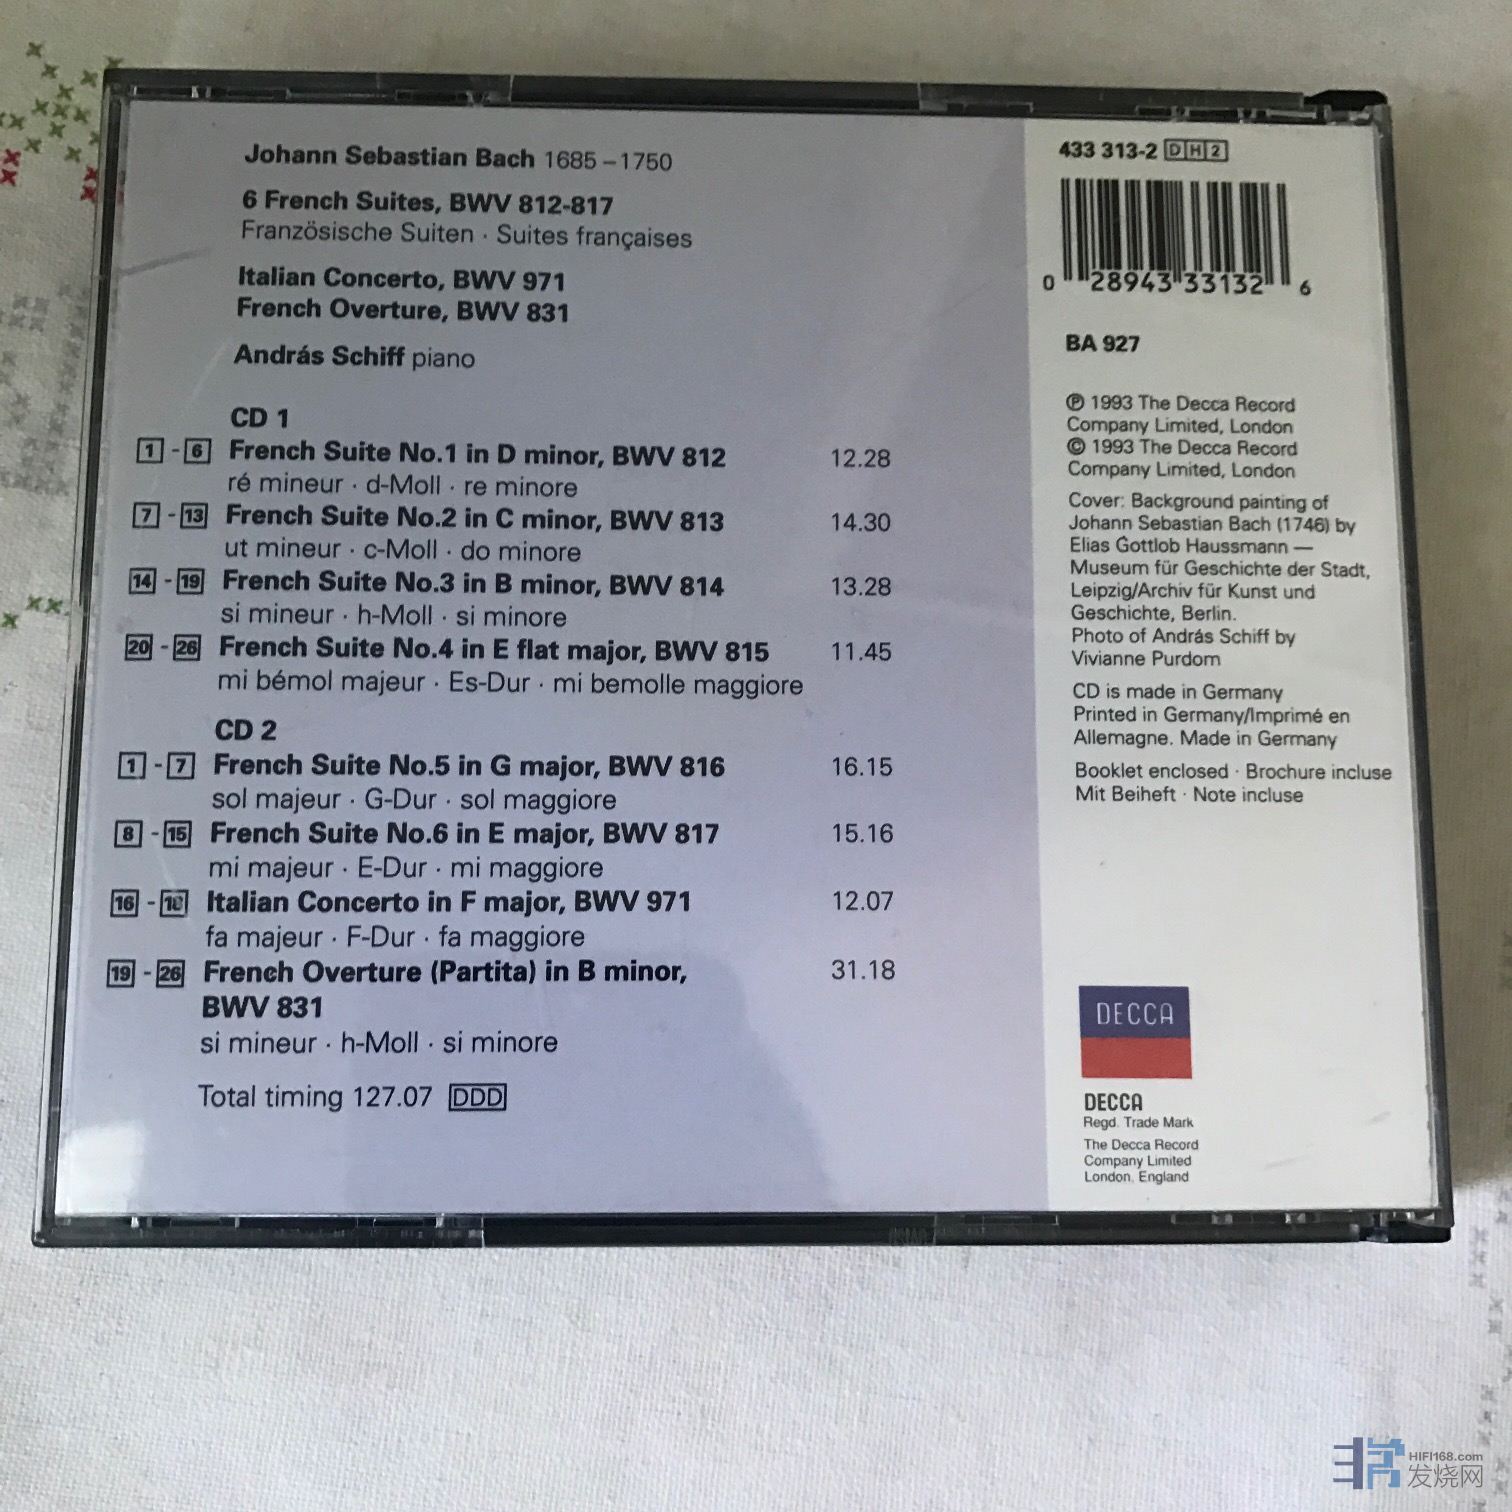 Johann Sebastian Bach 1685 – 1750
6 French Suites, BWV 812-817
Französische Suiten · Suites françaises
Italian Concerto, BWV 971
French Overture, BWV 831
András Schiff piano
CD 1
1 - 6 French Suite No.1 in D minor, BWV 812 12.28
ré mineur · d-Moll · re minore
7 - 13 French Suite No.2 in C minor, BWV 813 14.30
ut mineur · c-Moll · do minore
14 - 19 French Suite No.3 in B minor, BWV 814 13.28
si mineur · h-Moll · si minore
20 - 26 French Suite No.4 in E flat major, BWV 815 11.45
mi bémol majeur · Es-Dur · mi bemolle maggiore
CD 2
1 - 7 French Suite No.5 in G major, BWV 816 16.15
sol majeur · G-Dur · sol maggiore
8 - 15 French Suite No.6 in E major, BWV 817 15.16
mi majeur · E-Dur · mi maggiore
16 - 18 Italian Concerto in F major, BWV 971 12.07
fa majeur · F-Dur · fa maggiore
19 - 26 French Overture (Partita) in B minor, 31.18
BWV 831
si mineur · h-Moll · si minore
Total timing 127.07 DDD
433 313-2 DH2
0 28943 33132 6
BA 927
℗ 1993 The Decca Record
Company Limited, London
© 1993 The Decca Record
Company Limited, London
Cover: Background painting of
Johann Sebastian Bach (1746) by
Elias Gottlob Haussmann —
Museum für Geschichte der Stadt,
Leipzig/Archiv für Kunst und
Geschichte, Berlin.
Photo of András Schiff by
Vivianne Purdom
CD is made in Germany
Printed in Germany/Imprimé en
Allemagne. Made in Germany
Booklet enclosed · Brochure incluse
Mit Beiheft · Note incluse
DECCA
DECCA
Regd. Trade Mark
The Decca Record
Company Limited
London, England
HIFI168.com
发烧网